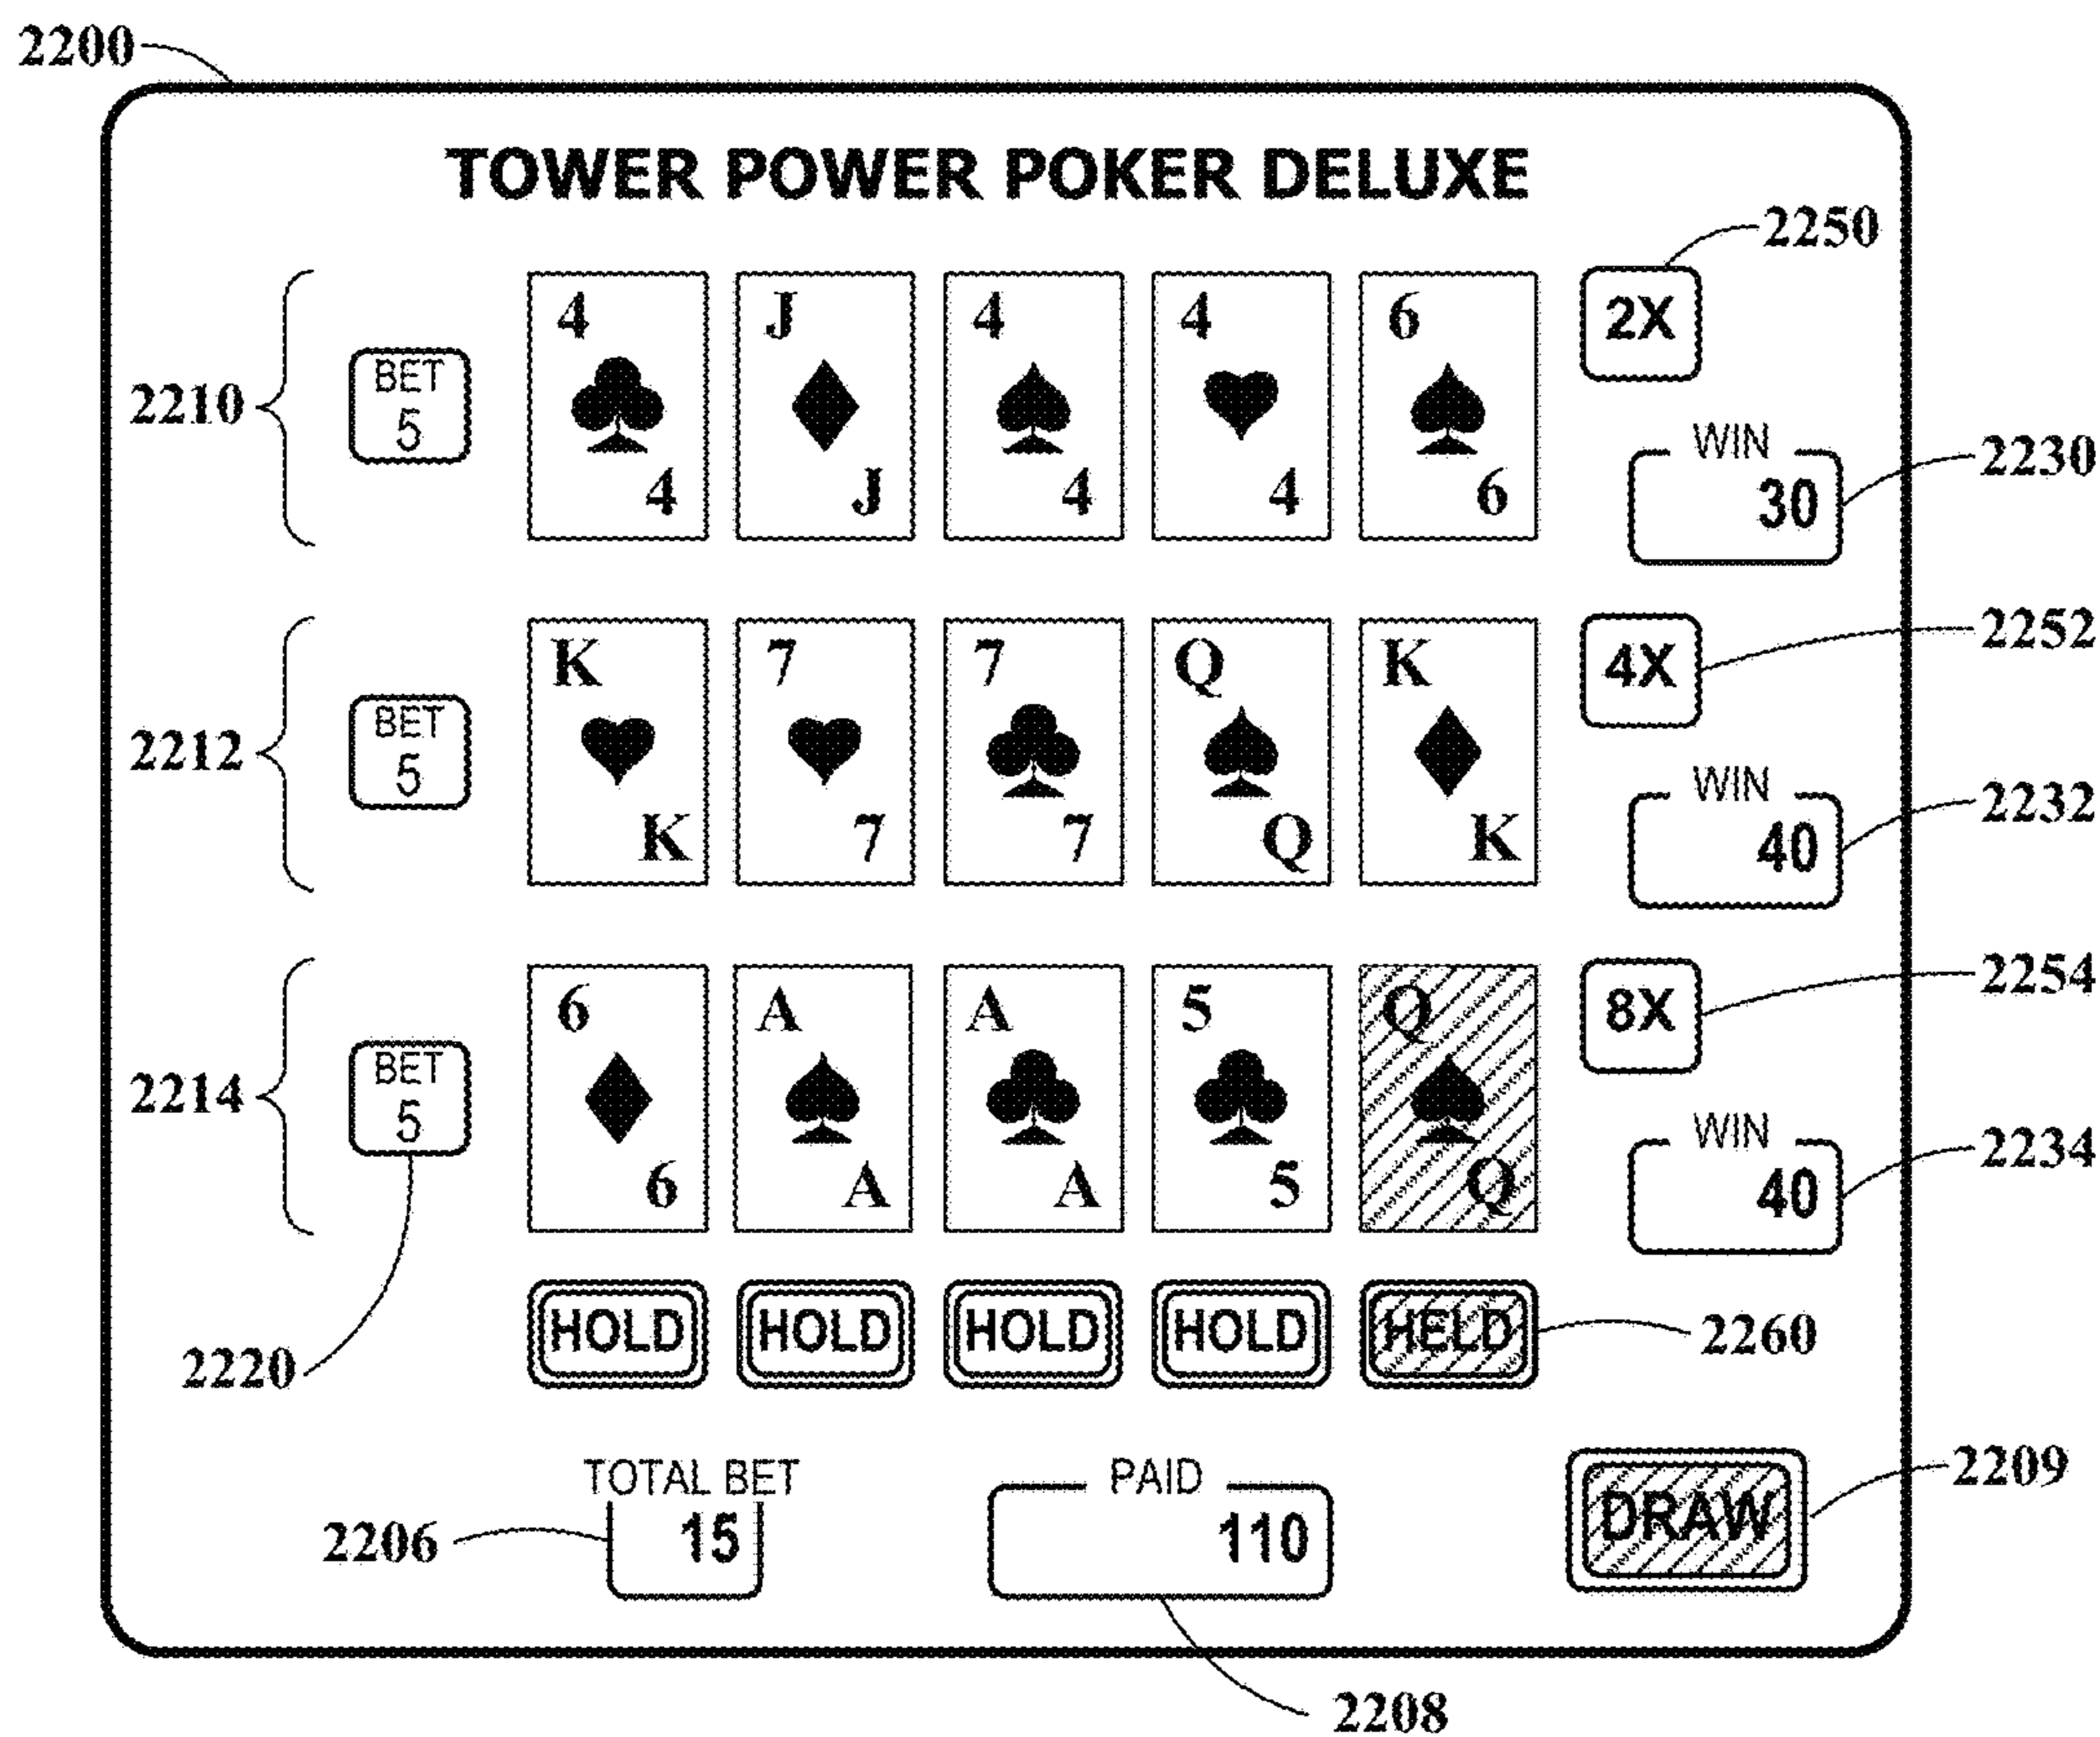 2200
TOWER POWER POKER DELUXE
2250
4 J 4 4 6 2X
2210 BET 5
WIN 30 2230
4 J 4 4 6
K 7 7 Q K 4X 2252
2212 BET 5
WIN 40 2232
K 7 7 Q K
6 A A 5 Q 8X 2254
2214 BET 5
WIN 40 2234
6 A A 5 Q
HOLD HOLD HOLD HOLD HELD 2260
2220
TOTAL BET PAID 2209
2206 15 110 DRAW
2208